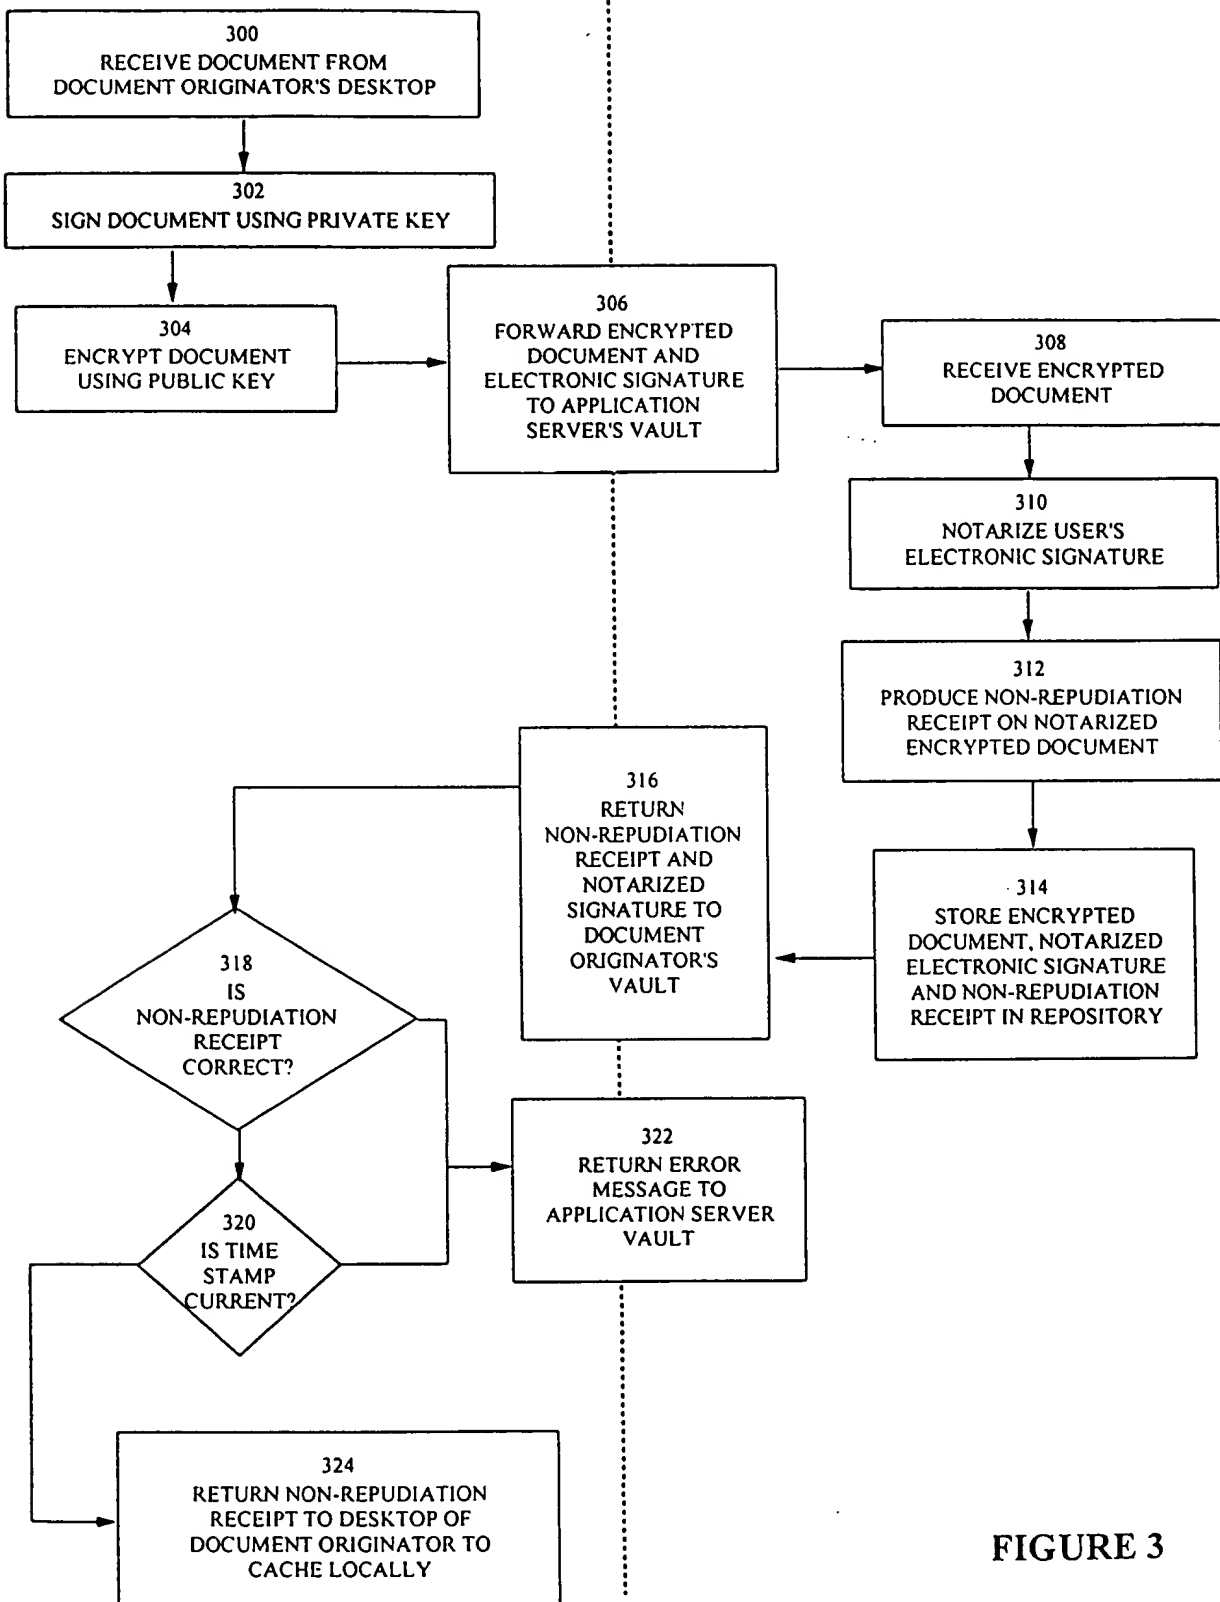 300
RECEIVE DOCUMENT FROM
DOCUMENT ORIGINATOR'S DESKTOP
302
SIGN DOCUMENT USING PRIVATE KEY
304
ENCRYPT DOCUMENT
USING PUBLIC KEY
306
FORWARD ENCRYPTED
DOCUMENT AND
ELECTRONIC SIGNATURE
TO APPLICATION
SERVER'S VAULT
308
RECEIVE ENCRYPTED
DOCUMENT
310
NOTARIZE USER'S
ELECTRONIC SIGNATURE
312
PRODUCE NON-REPUDIATION
RECEIPT ON NOTARIZED
ENCRYPTED DOCUMENT
314
STORE ENCRYPTED
DOCUMENT, NOTARIZED
ELECTRONIC SIGNATURE
AND NON-REPUDIATION
RECEIPT IN REPOSITORY
316
RETURN
NON-REPUDIATION
RECEIPT AND
NOTARIZED
SIGNATURE TO
DOCUMENT
ORIGINATOR'S
VAULT
318
IS
NON-REPUDIATION
RECEIPT
CORRECT?
320
IS TIME
STAMP
CURRENT?
322
RETURN ERROR
MESSAGE TO
APPLICATION SERVER
VAULT
324
RETURN NON-REPUDIATION
RECEIPT TO DESKTOP OF
DOCUMENT ORIGINATOR TO
CACHE LOCALLY
FIGURE 3